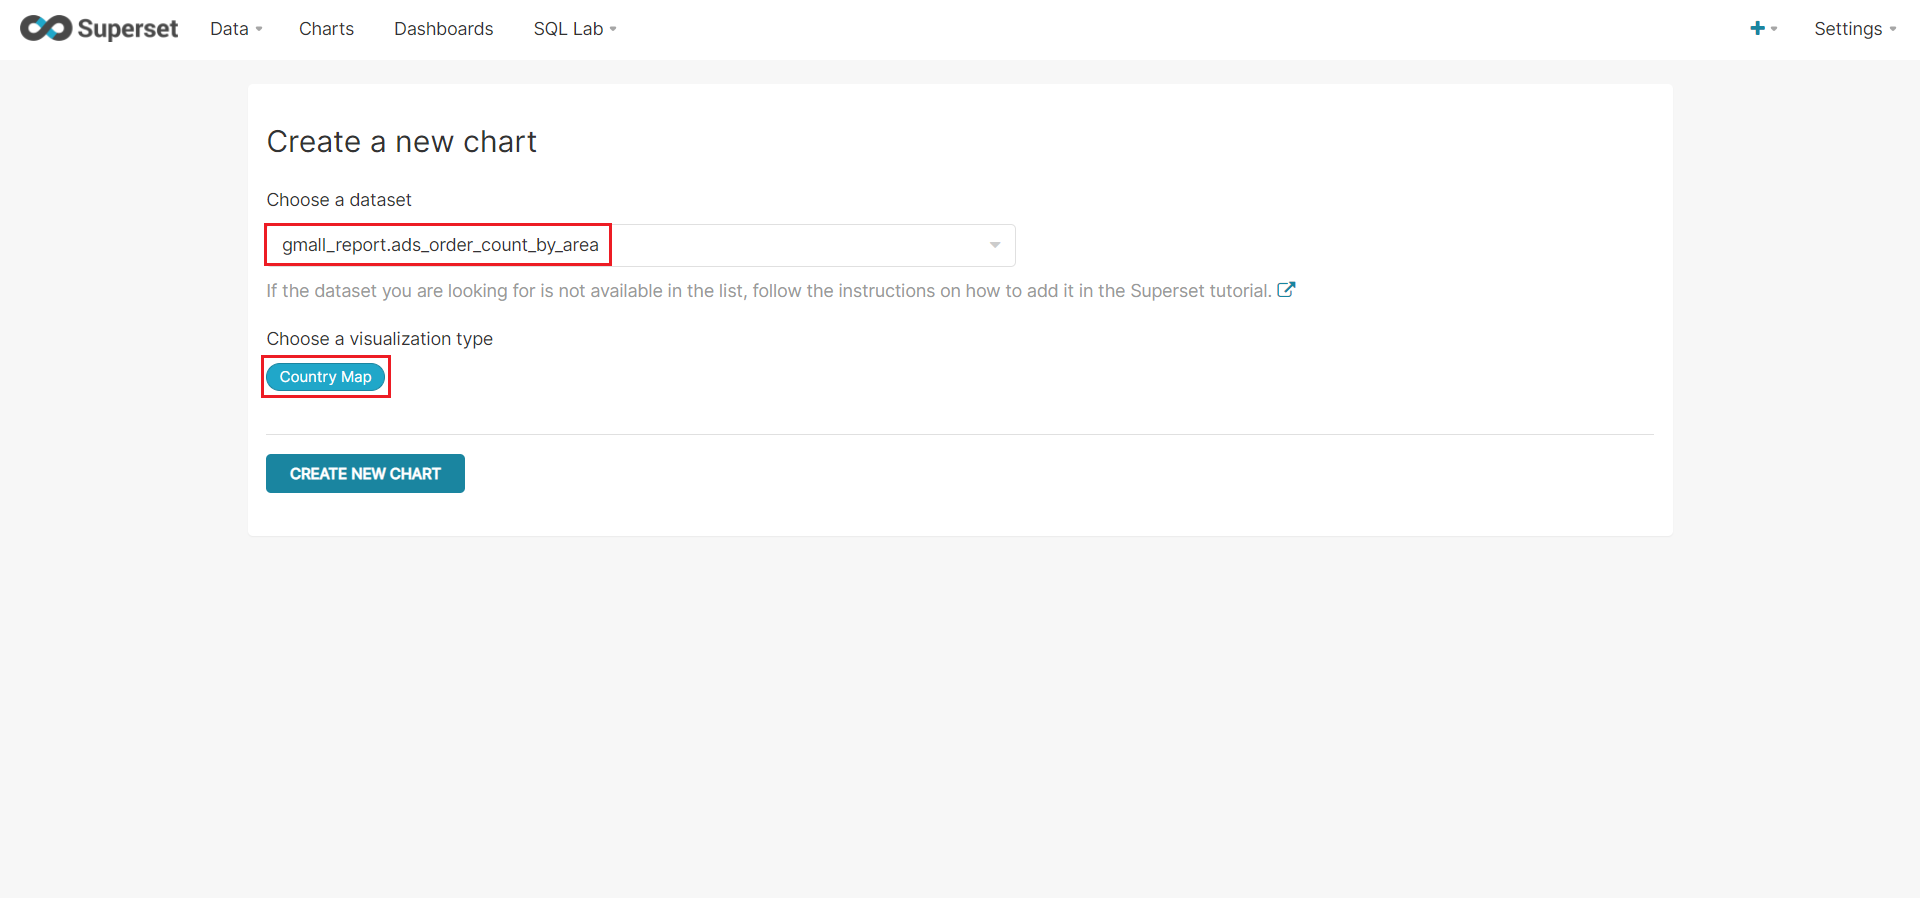 Superset Data Charts Dashboards SQL Lab Settings
Create a new chart
Choose a dataset
gmall_report.ads_order_count_by_area
If the dataset you are looking for is not available in the list, follow the instructions on how to add it in the Superset tutorial.
Choose a visualization type
Country Map
CREATE NEW CHART